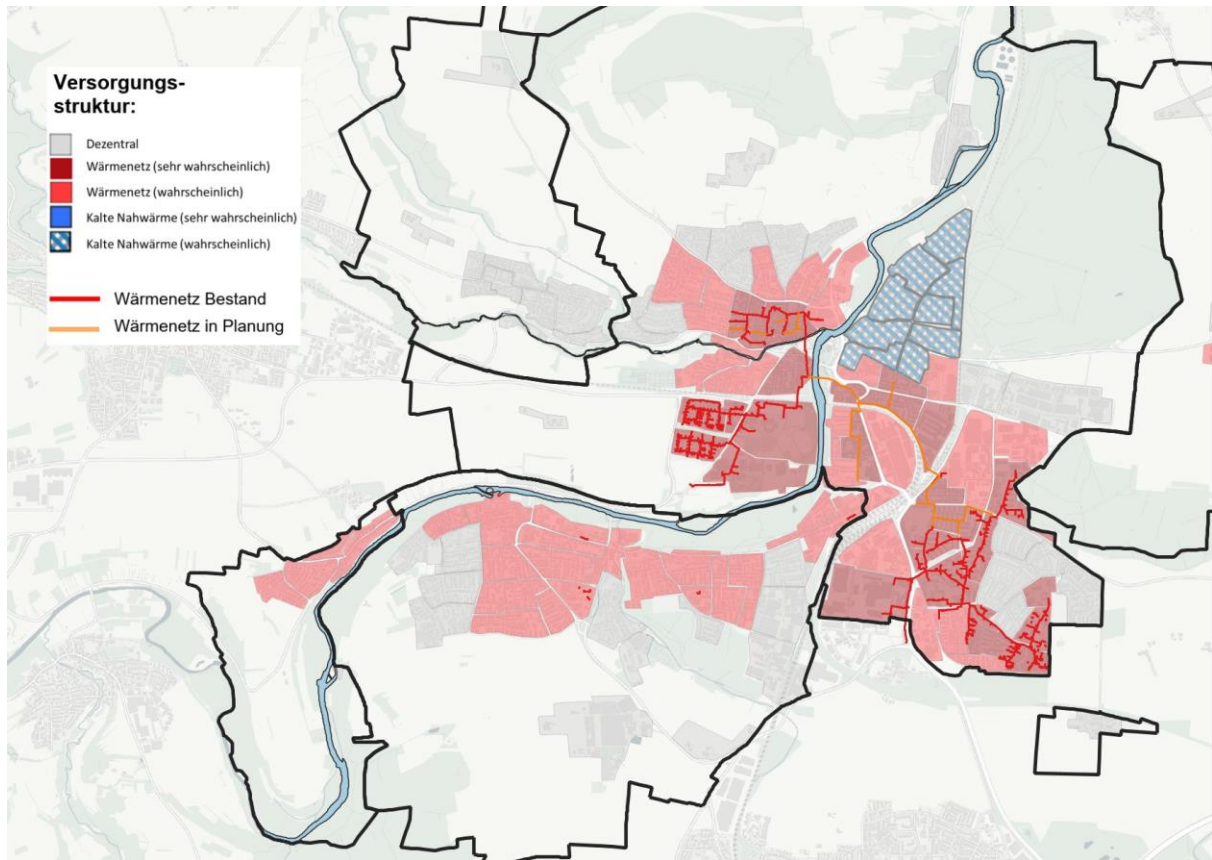 Versorgungs-
struktur:
Dezentral
Wärmenetz (sehr wahrscheinlich)
Wärmenetz (wahrscheinlich)
Kalte Nahwärme (sehr wahrscheinlich)
Kalte Nahwärme (wahrscheinlich)
Wärmenetz Bestand
Wärmenetz in Planung